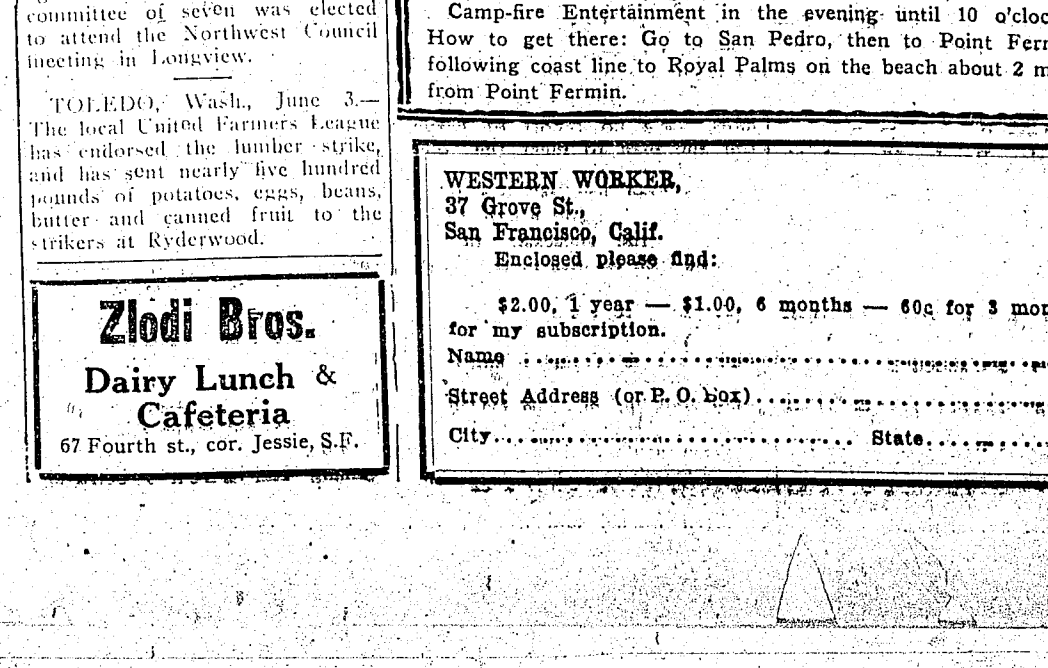 committee of seven was elected
to attend the Northwest Council
meeting in Longview.
TOLEDO, Wash., June 3.—
The local United Farmers League
has endorsed the lumber strike,
and has sent nearly five hundred
pounds of potatoes, eggs, beans,
butter and canned fruit to the
strikers at Ryderwood.
Zlodi Bros.
Dairy Lunch &
Cafeteria
67 Fourth st., cor. Jessie, S.F.
Camp-fire Entertainment in the evening until 10
How to get there: Go to San Pedro, then to Point
following coast line to Royal Palms on the beach about 2
from Point Fermin.
WESTERN WORKER,
37 Grove St.,
San Francisco, Calif.
Enclosed please find:
$2.00, 1 year — $1.00, 6 months — 60c for 3
for my subscription.
Name
Street Address (or P. O. box)
City State